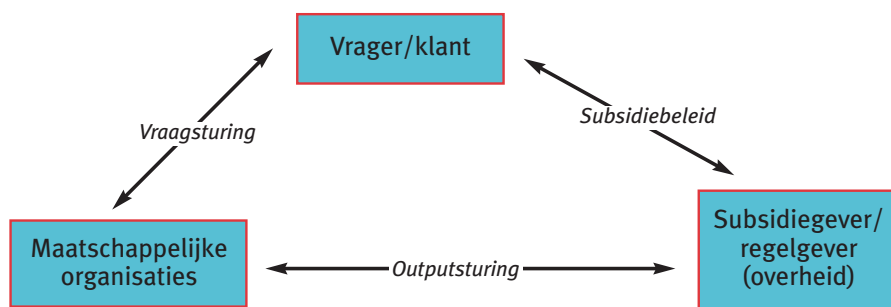 Vrager/klant
Vraagsturing
Subsidiebeleid
Maatschappelijke
organisaties
Outputsturing
Subsidiegever/
regelgever
(overheid)